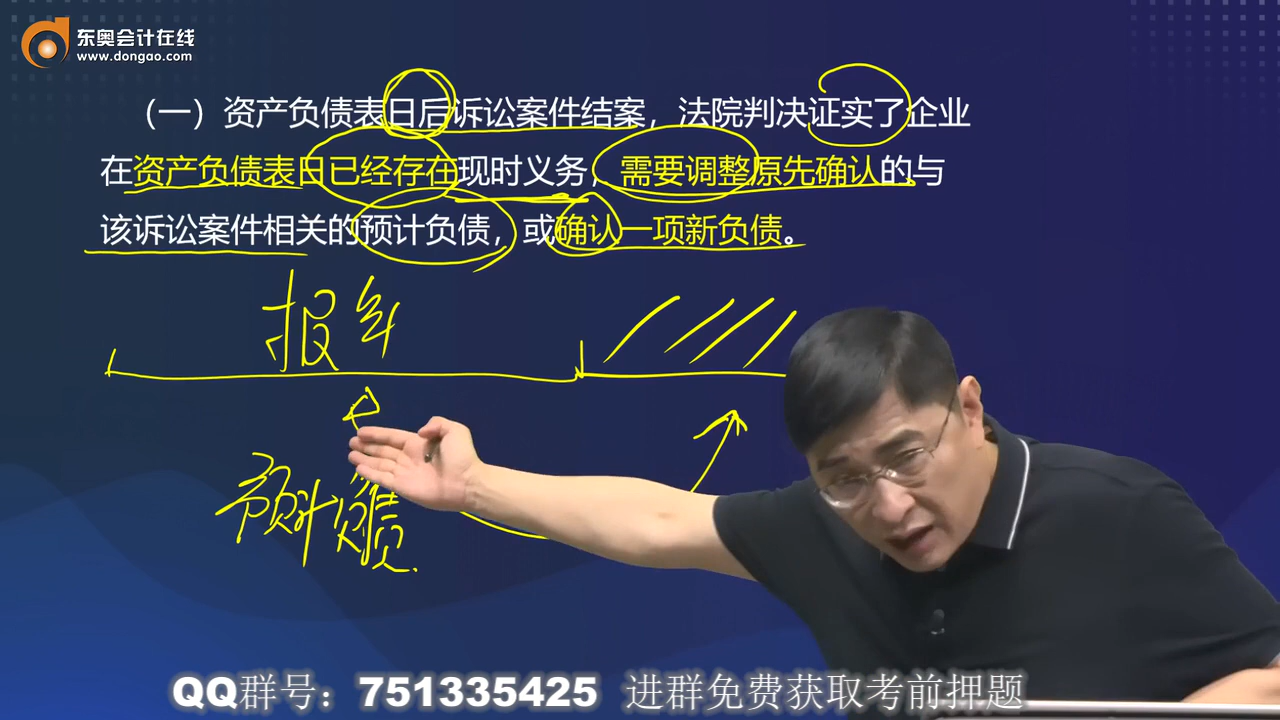 东奥会计在线
www.dongao.com
（一）资产负债表日后诉讼案件结案，法院判决证实了企业
在资产负债表日已经存在现时义务，需要调整原先确认的与
该诉讼案件相关的预计负债，或确认一项新负债。
报年
预计负债
QQ群号：751335425 进群免费获取考前押题